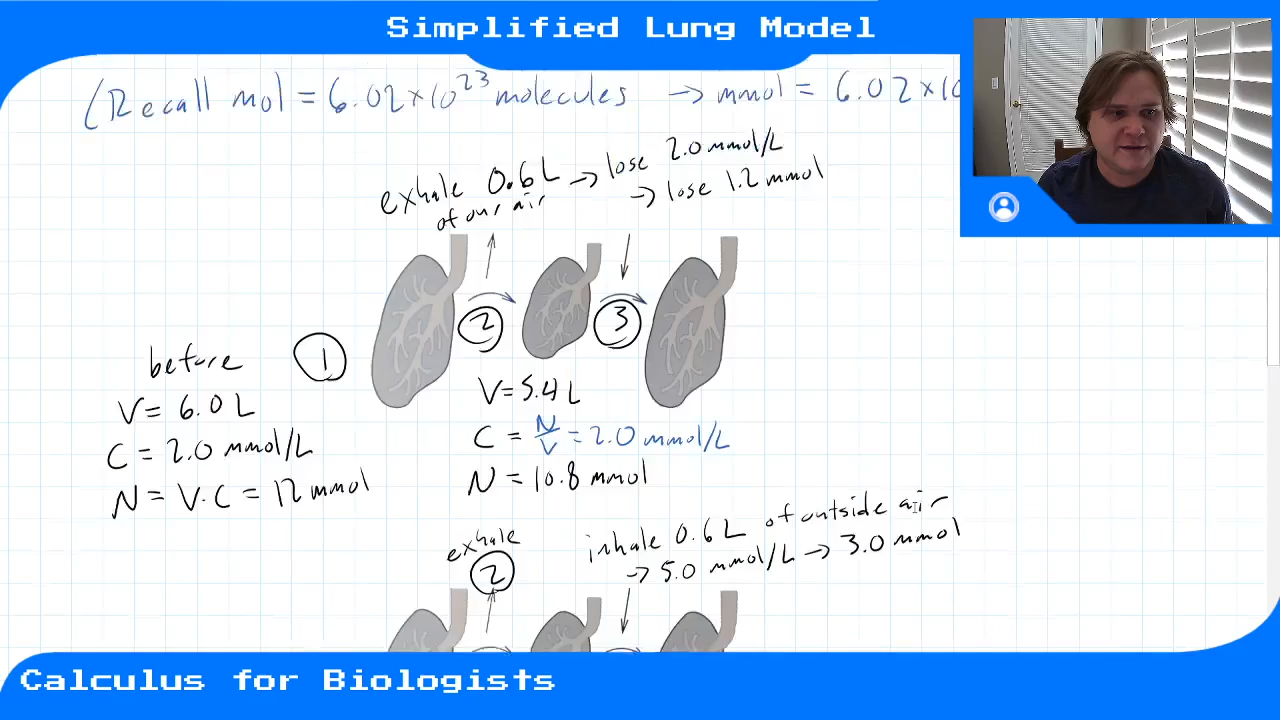 Simplified Lung Model
(Recall mol = 6.02×10²³ molecules → mmol = 6.02×10
exhale 0.6L → lose 2.0 mmol/L
of our air → lose 1.2 mmol
2
3
before
1
V = 6.0 L
C = 2.0 mmol/L
N = V·C = 12 mmol
V = 5.4 L
C = N/V = 2.0 mmol/L
N = 10.8 mmol
exhale
2
inhale 0.6 L of outside air
→ 5.0 mmol/L → 3.0 mmol
Calculus for Biologists